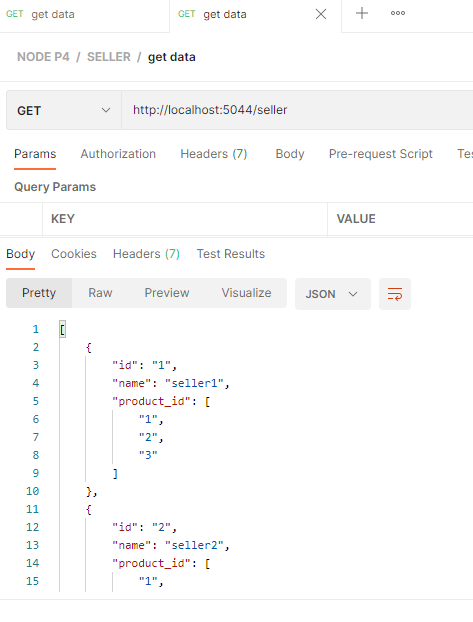 GET get data GET get data
NODE P4 / SELLER / get data
GET http://localhost:5044/seller
Params Authorization Headers (7) Body Pre-request Script Tes
Query Params
KEY VALUE
Body Cookies Headers (7) Test Results
Pretty Raw Preview Visualize JSON
1 [
2 {
3 "id": "1",
4 "name": "seller1",
5 "product_id": [
6 "1",
7 "2",
8 "3"
9 ]
10 },
11 {
12 "id": "2",
13 "name": "seller2",
14 "product_id": [
15 "1",